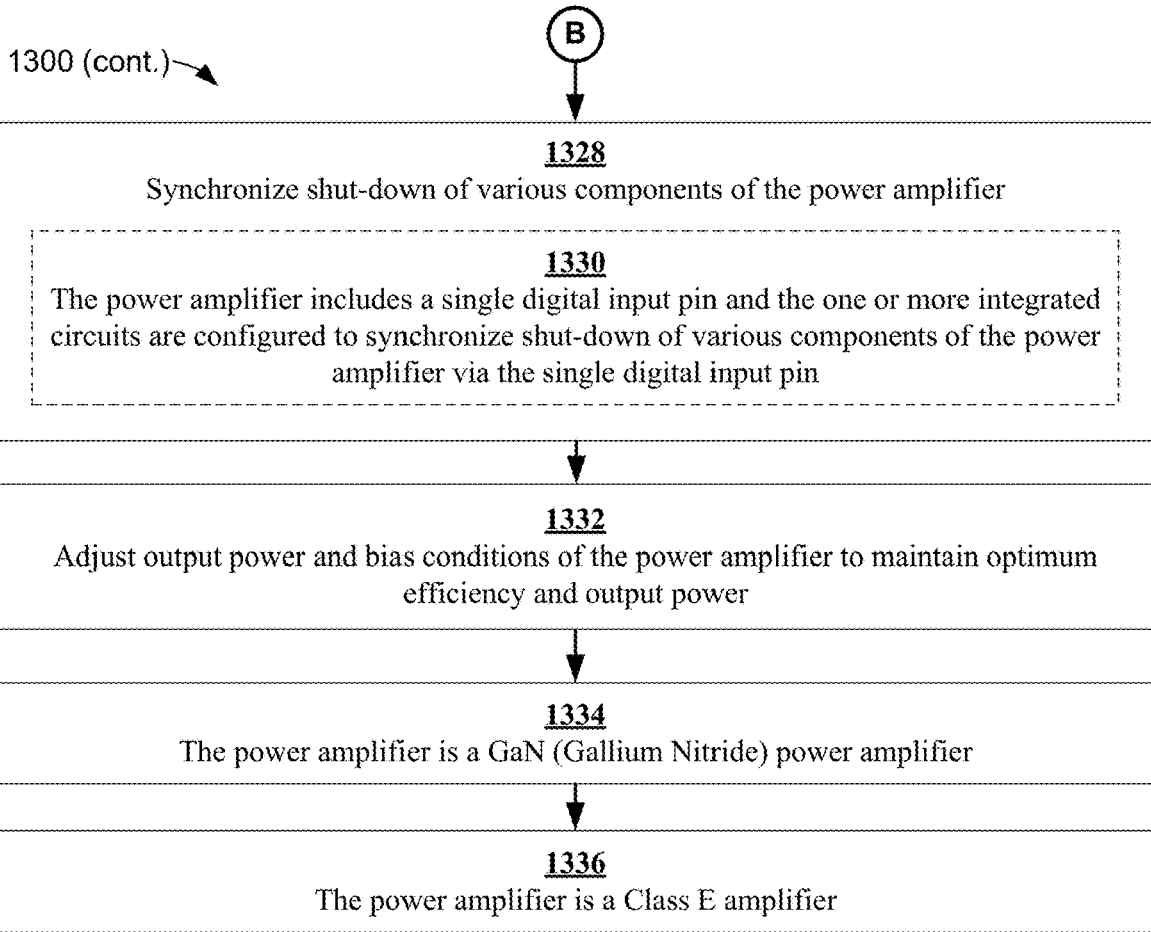 B
1300 (cont.)
1328
Synchronize shut-down of various components of the power amplifier
1330
The power amplifier includes a single digital input pin and the one or more integrated
circuits are configured to synchronize shut-down of various components of the power
amplifier via the single digital input pin
1332
Adjust output power and bias conditions of the power amplifier to maintain optimum
efficiency and output power
1334
The power amplifier is a GaN (Gallium Nitride) power amplifier
1336
The power amplifier is a Class E amplifier